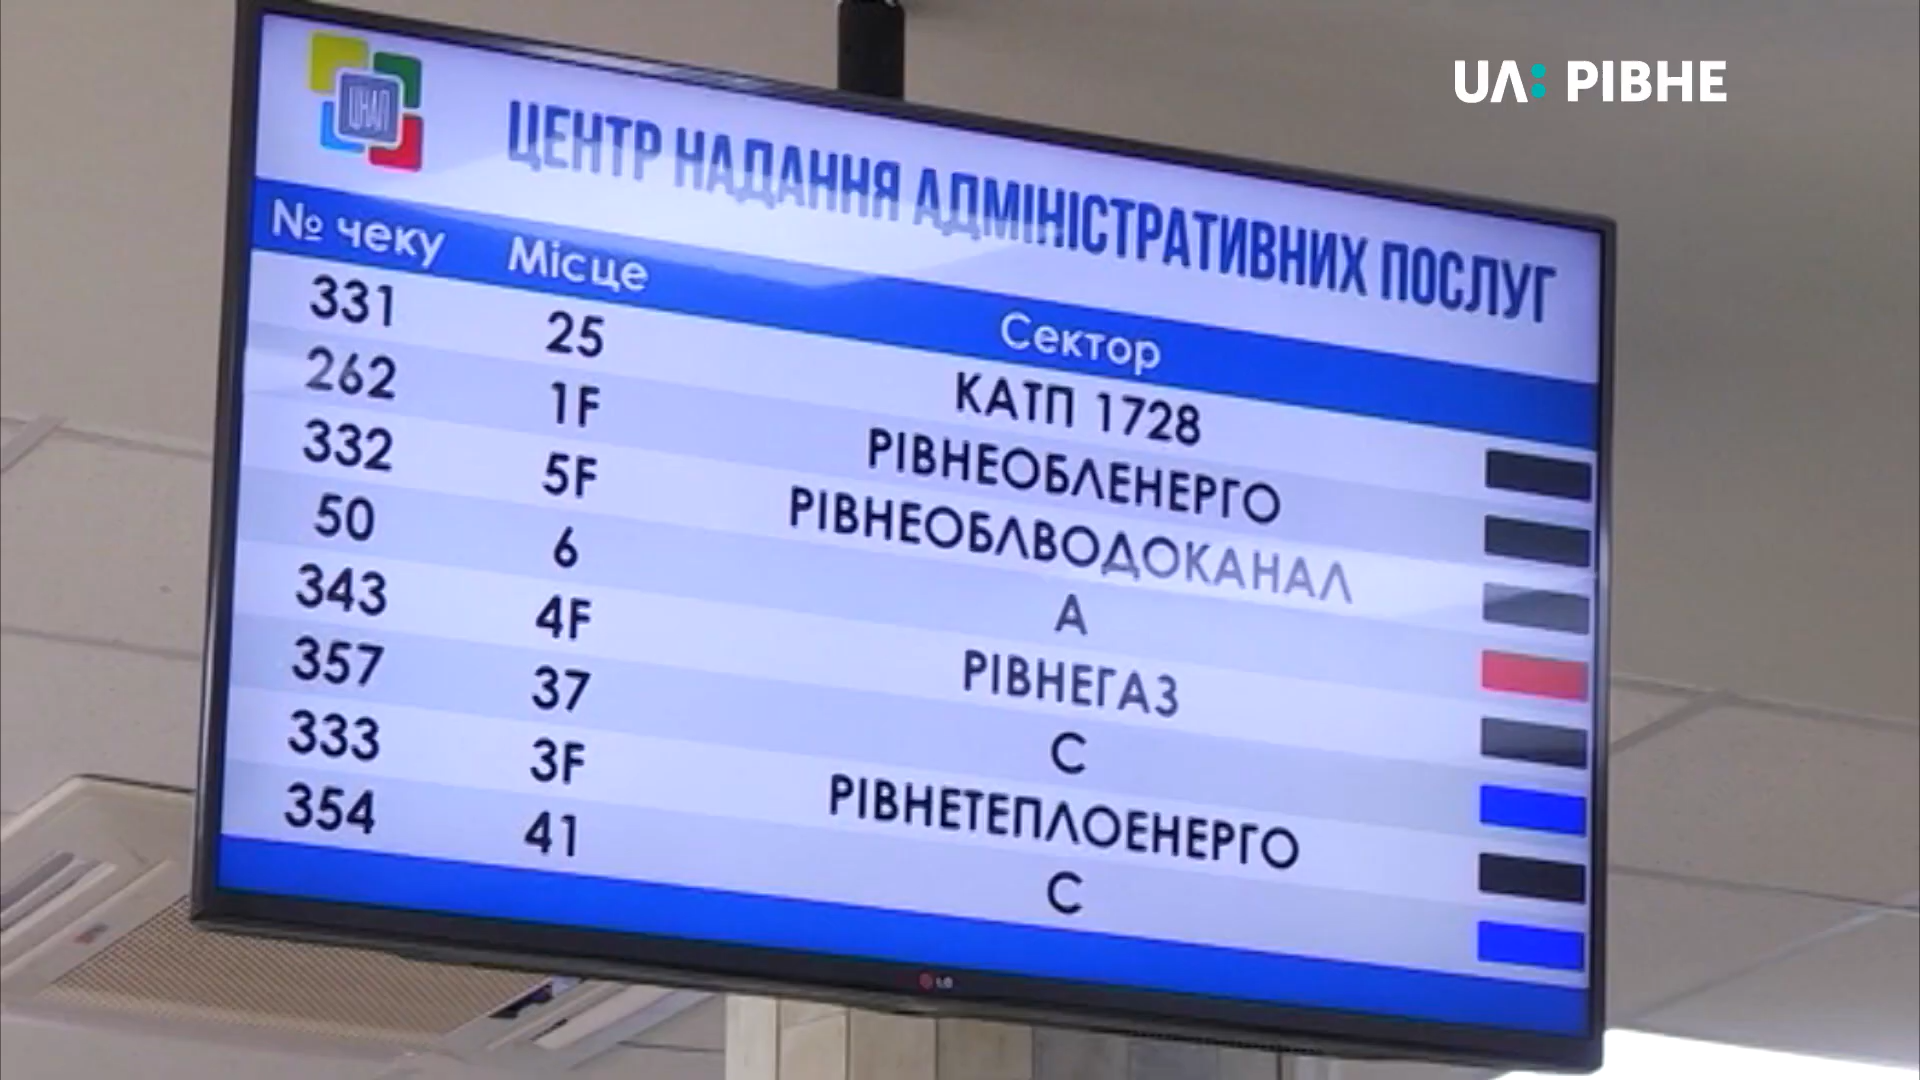 UA: РІВНЕ
ЦНАП
ЦЕНТР НАДАННЯ АДМІНІСТРАТИВНИХ ПОСЛУГ
№ чеку Місце Сектор
331 25 КАТП 1728
262 1F РІВНЕОБЛЕНЕРГО
332 5F РІВНЕОБЛВОДОКАНАЛ
50 6 А
343 4F РІВНЕГАЗ
357 37 С
333 3F РІВНЕТЕПЛОЕНЕРГО
354 41 С
LG